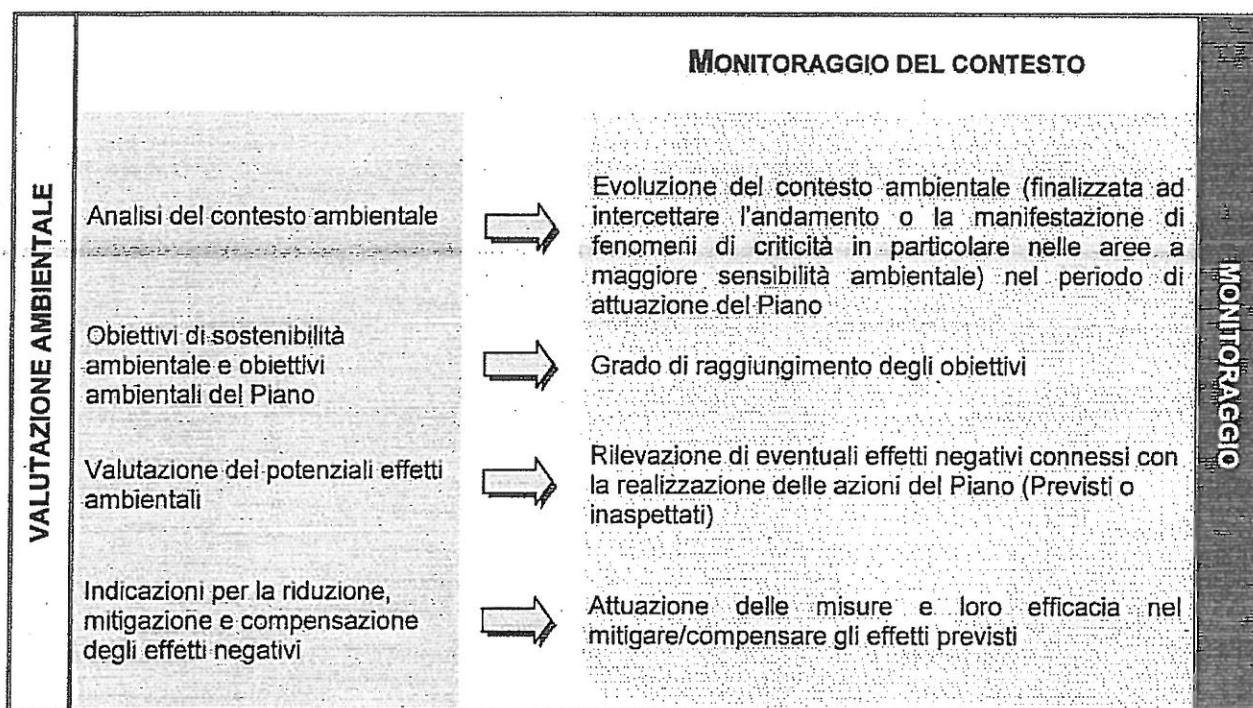 MONITORAGGIO DEL CONTESTO
VALUTAZIONE AMBIENTALE
Analisi del contesto ambientale
Evoluzione del contesto ambientale (finalizzata ad
intercettare l'andamento o la manifestazione di
fenomeni di criticità in particolare nelle aree a
maggiore sensibilità ambientale) nel periodo di
attuazione del Piano
Obiettivi di sostenibilità
ambientale e obiettivi
ambientali del Piano
Grado di raggiungimento degli obiettivi
Valutazione dei potenziali effetti
ambientali
Rilevazione di eventuali effetti negativi connessi con
la realizzazione delle azioni del Piano (Previsti o
inaspettati)
Indicazioni per la riduzione,
mitigazione e compensazione
degli effetti negativi
Attuazione delle misure e loro efficacia nel
mitigare/compensare gli effetti previsti
MONITORAGGIO